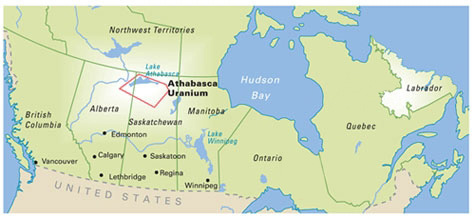 Northwest Territories
Lake
Athabasca
Athabasca
Uranium
Hudson
Bay
Labrador
British
Columbia
Alberta
Saskatchewan
Manitoba
Edmonton
Lake
Winnipeg
Quebec
Ontario
Vancouver
Calgary
Saskatoon
Lethbridge
Regina
Winnipeg
UNITED STATES